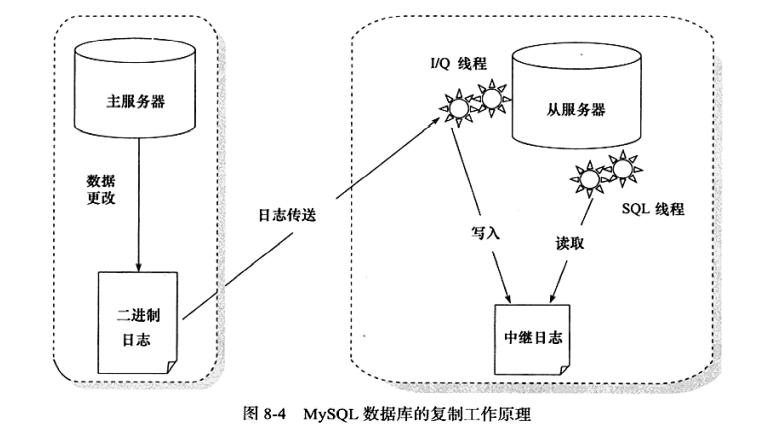 主服务器
数据
更改
二进制
日志
日志传送
I/Q 线程
从服务器
SQL 线程
写入
读取
中继日志
图 8-4 MySQL 数据库的复制工作原理